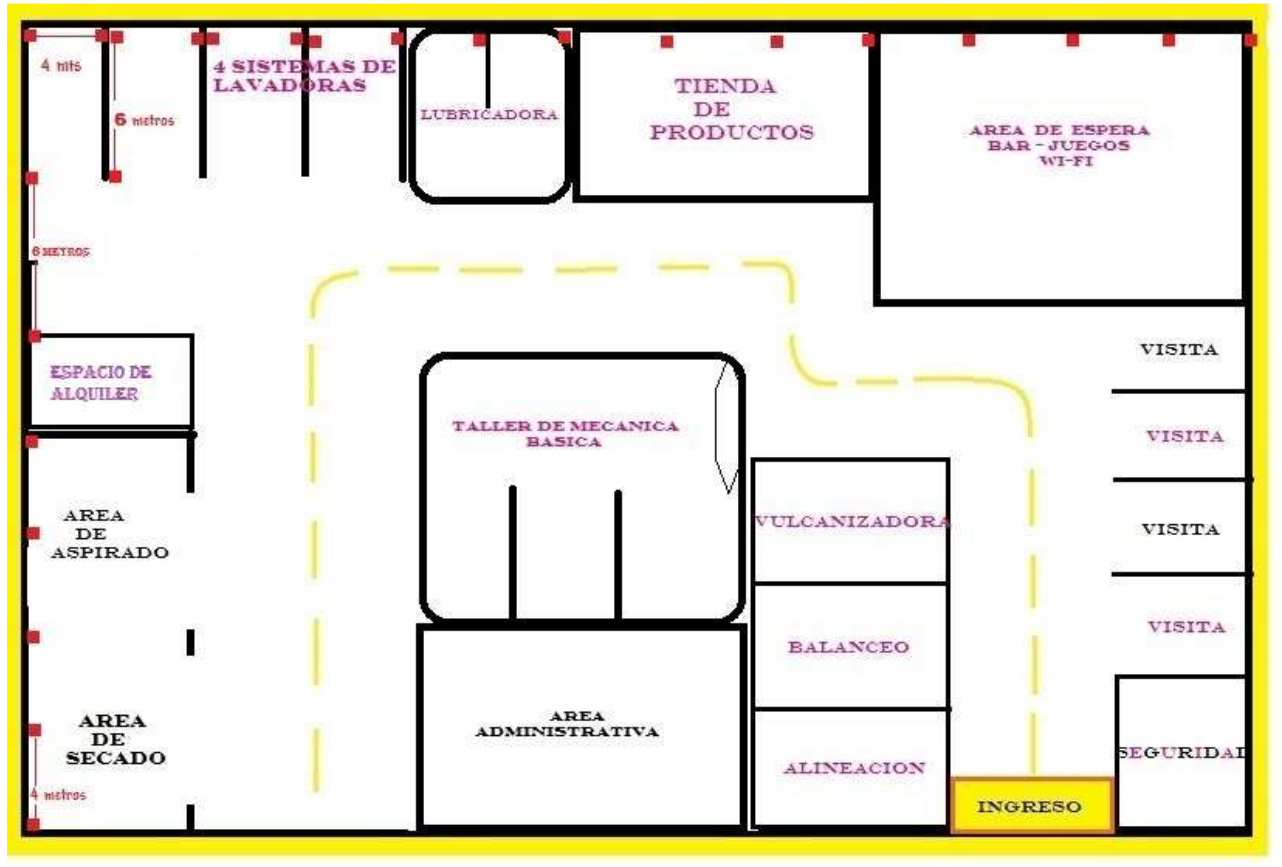 4 mts
6 metros
4 SISTEMAS DE
LAVADORAS
LUBRICADORA
TIENDA
DE
PRODUCTOS
AREA DE ESPERA
BAR - JUEGOS
WI-FI
6 METROS
ESPACIO DE
ALQUILER
VISITA
VISITA
VISITA
VISITA
TALLER DE MECANICA
BASICA
VULCANIZADORA
BALANCEO
ALINEACION
AREA
DE
ASPIRADO
AREA
DE
SECADO
4 metros
AREA
ADMINISTRATIVA
SEGURIDAD
INGRESO